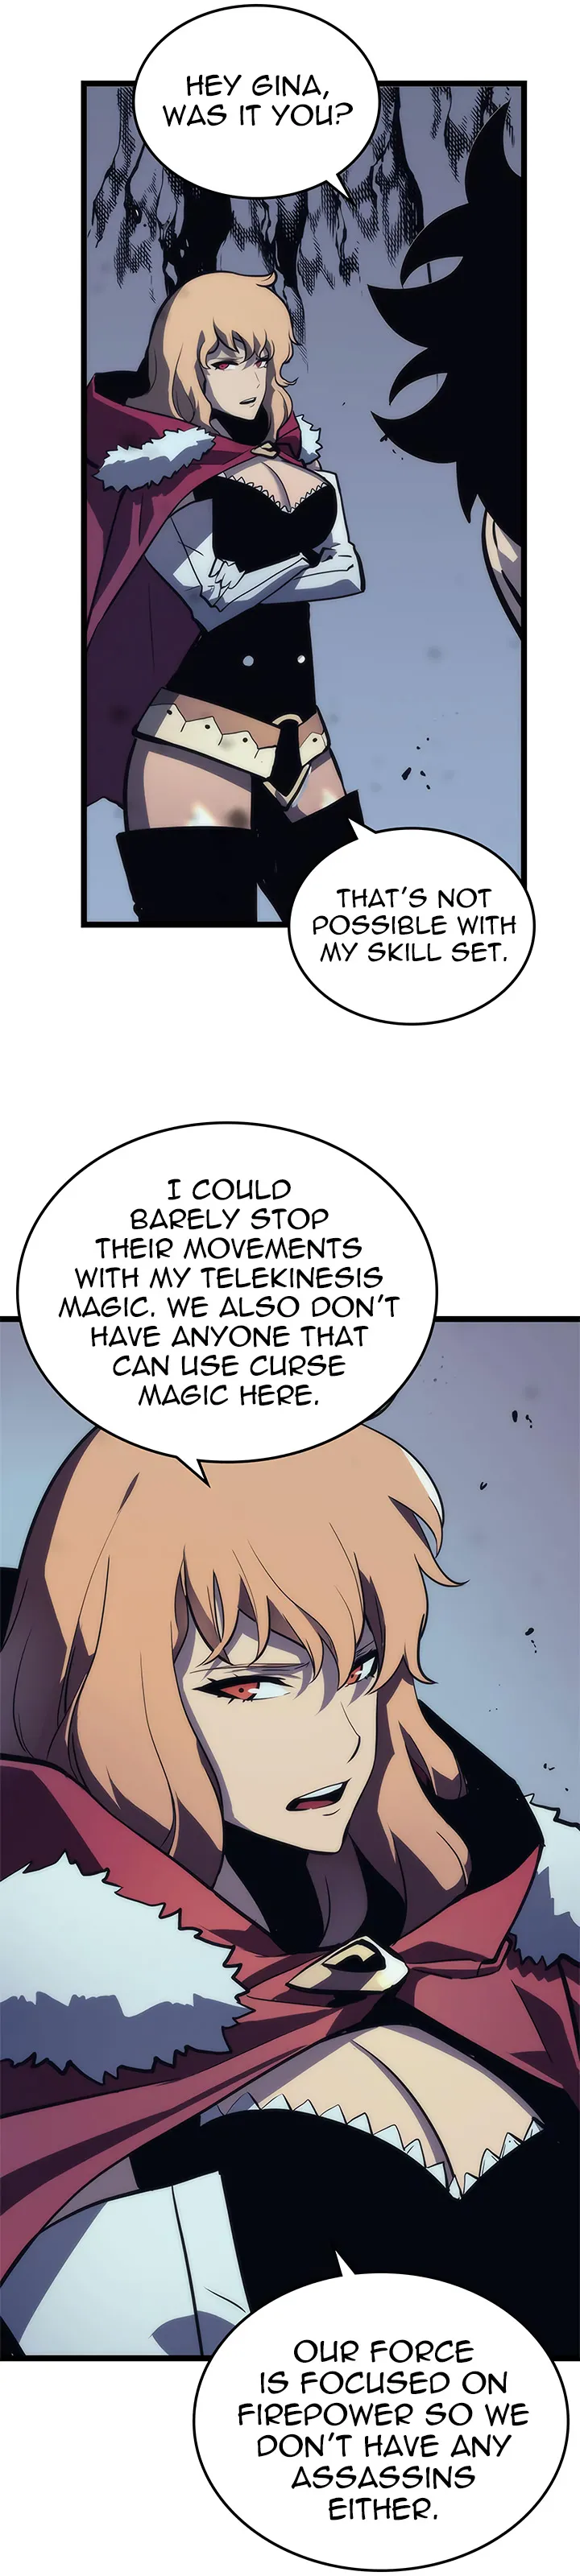 HEY GINA,
WAS IT YOU?
THAT'S NOT
POSSIBLE WITH
MY SKILL SET.
I COULD
BARELY STOP
THEIR MOVEMENTS
WITH MY TELEKINESIS
MAGIC. WE ALSO DON'T
HAVE ANYONE THAT
CAN USE CURSE
MAGIC HERE.
OUR FORCE
IS FOCUSED ON
FIREPOWER SO WE
DON'T HAVE ANY
ASSASSINS
EITHER.